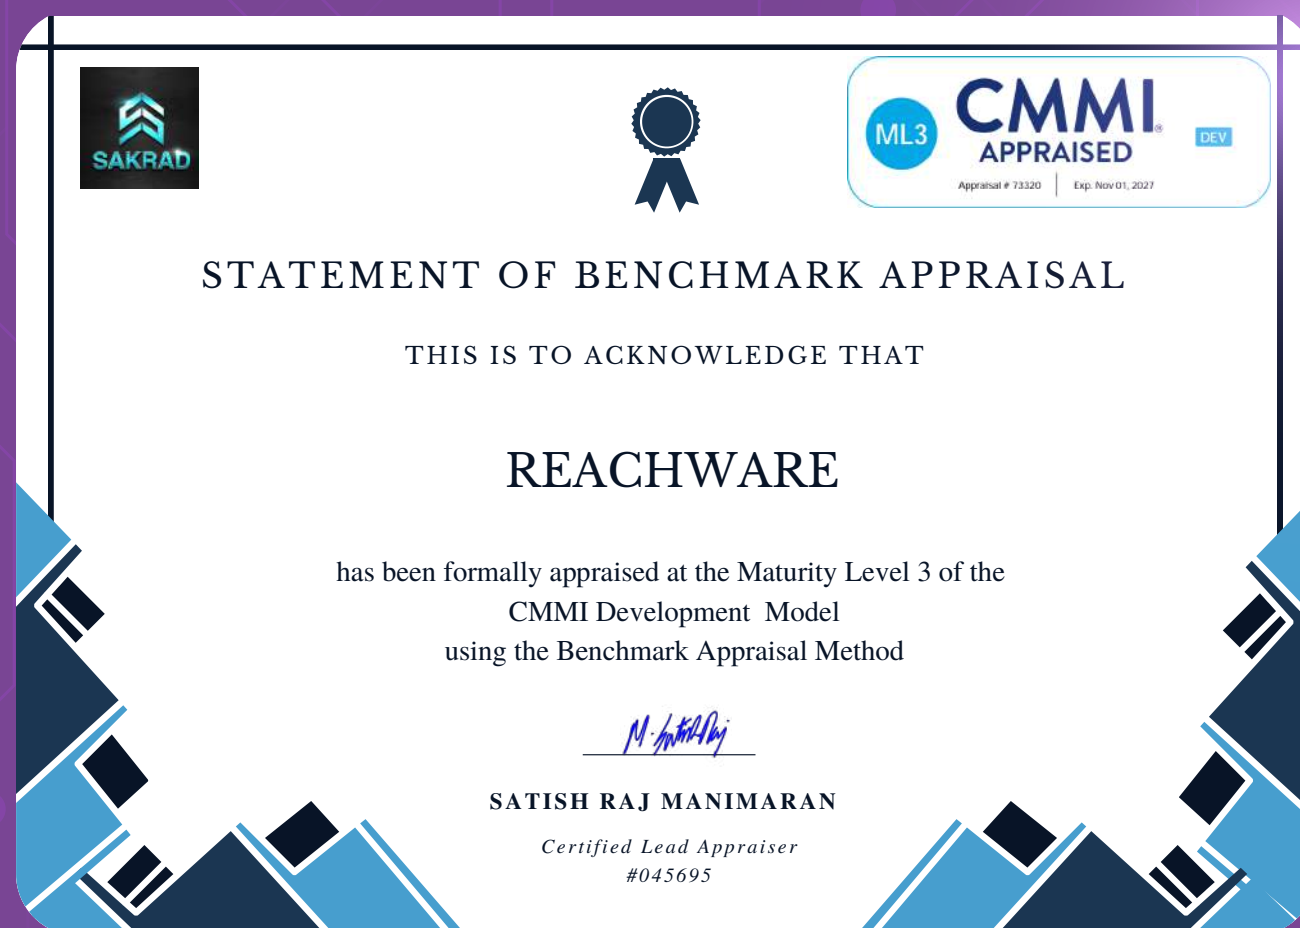 SAKRAD
ML3
CMMI®
APPRAISED
DEV
Appraisal # 73320
Exp. Nov 01, 2027
STATEMENT OF BENCHMARK APPRAISAL
THIS IS TO ACKNOWLEDGE THAT
REACHWARE
has been formally appraised at the Maturity Level 3 of the
CMMI Development Model
using the Benchmark Appraisal Method
M. Satish Raj
SATISH RAJ MANIMARAN
Certified Lead Appraiser
#045695